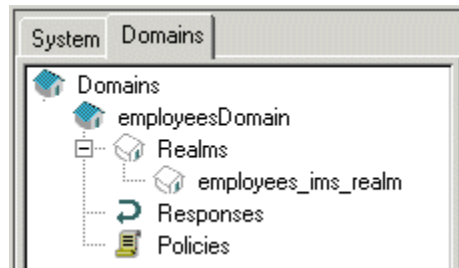 System Domains
Domains
employeesDomain
Realms
employees_ims_realm
Responses
Policies